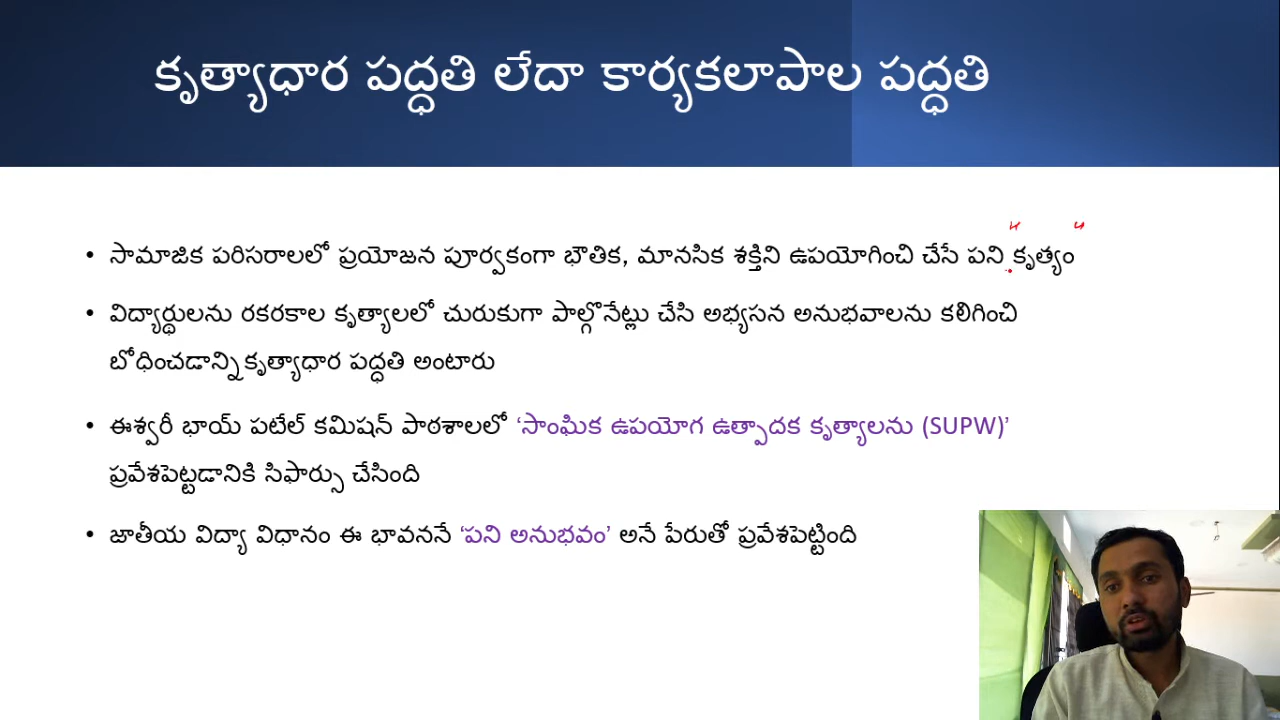 కృత్యాధార పద్ధతి లేదా కార్యకలాపాల పద్ధతి
• సామాజిక పరిసరాలలో ప్రయోజన పూర్వకంగా భౌతిక, మానసిక శక్తిని ఉపయోగించి చేసే పని "కృత్యం"
• విద్యార్థులను రకరకాల కృత్యాలలో చురుకుగా పాల్గొనేట్లు చేసి అభ్యసన అనుభవాలను కలిగించి
బోధించడాన్ని కృత్యాధార పద్ధతి అంటారు
• ఈశ్వరీ భాయ్ పటేల్ కమిషన్ పాఠశాలలో ‘సాంఘిక ఉపయోగ ఉత్పాదక కృత్యాలను (SUPW)’
ప్రవేశపెట్టడానికి సిఫార్సు చేసింది
• జాతీయ విద్యా విధానం ఈ భావననే ‘పని అనుభవం’ అనే పేరుతో ప్రవేశపెట్టింది